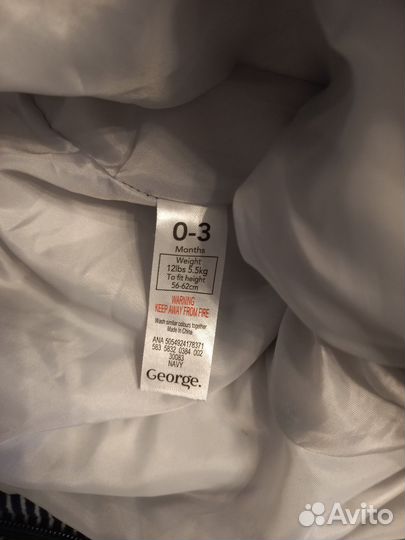 0-3
Months
Weight
12lbs 5.5kg
To fit height
56-62cm
WARNING
KEEP AWAY FROM FIRE
Wash similar colours together
Made In China
ANA 5054924178371
583 5832 0384 002
30083
NAVY
George.
Avito